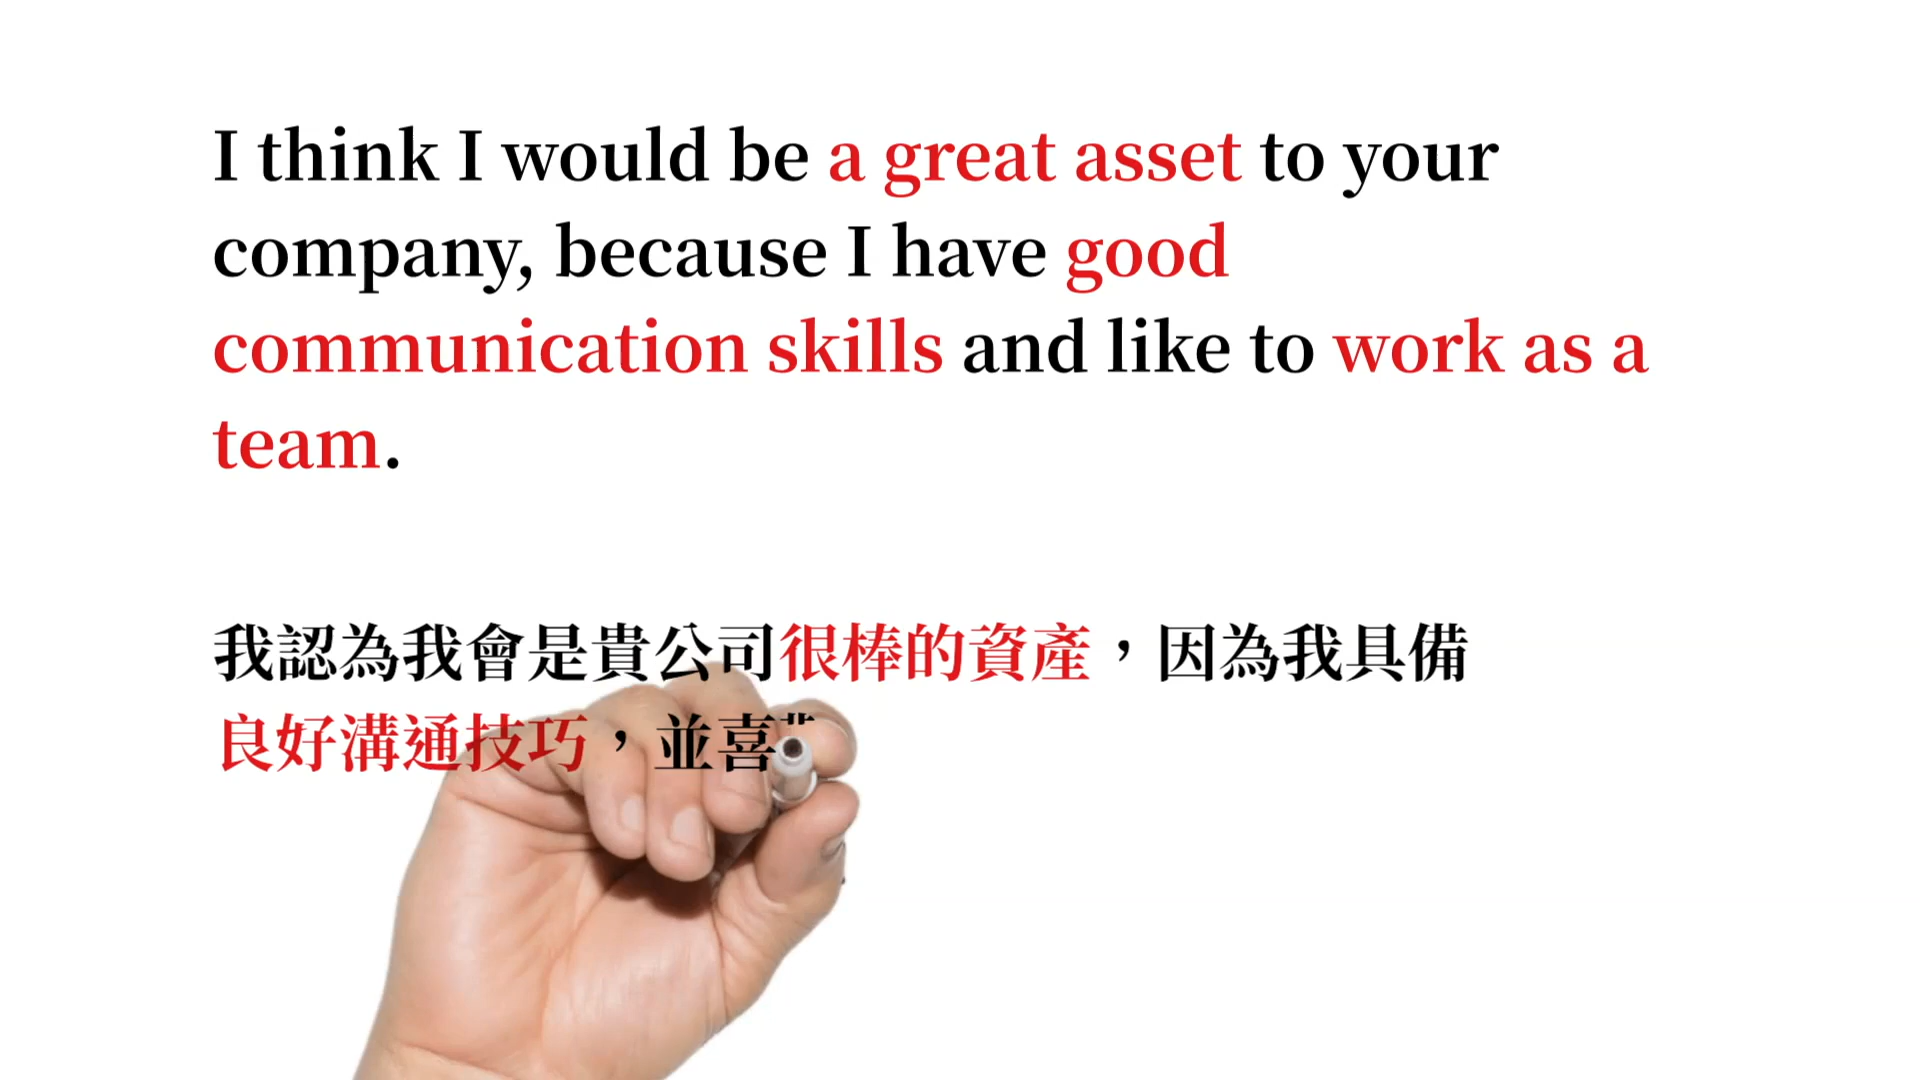 I think I would be a great asset to your
company, because I have good
communication skills and like to work as a
team.
我認為我會是貴公司很棒的資產，因為我具備
良好溝通技巧，並喜